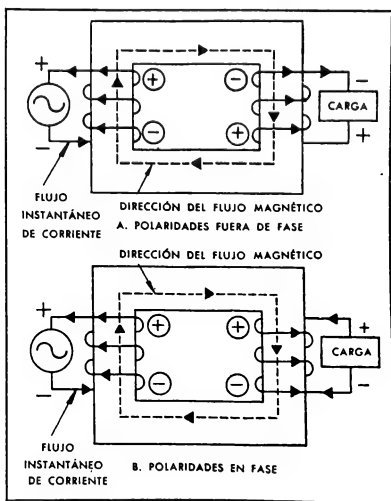 + + − −
CARGA
− − + +
FLUJO
INSTANTÁNEO
DE CORRIENTE
DIRECCIÓN DEL FLUJO MAGNÉTICO
A. POLARIDADES FUERA DE FASE
DIRECCIÓN DEL FLUJO MAGNÉTICO
+ + + +
CARGA
− − − −
FLUJO
INSTANTÁNEO
DE CORRIENTE
B. POLARIDADES EN FASE